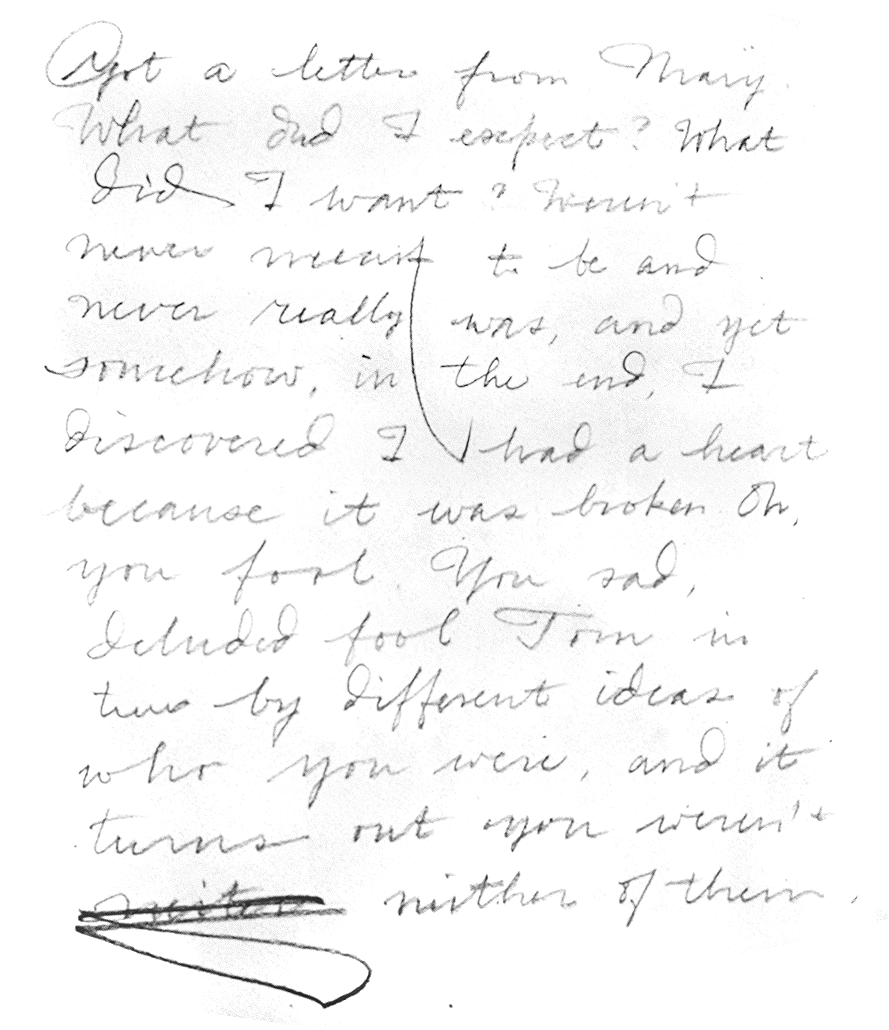 Got a letter from Mary.
What did I expect? What
did I want? Weren't
never meant to be and
never really was, and yet
somehow, in the end, I
discovered I had a heart
because it was broken Oh,
you fool. You sad,
deluded fool Torn in
two by different ideas of
who you were, and it
turns out you weren't
neither of them.